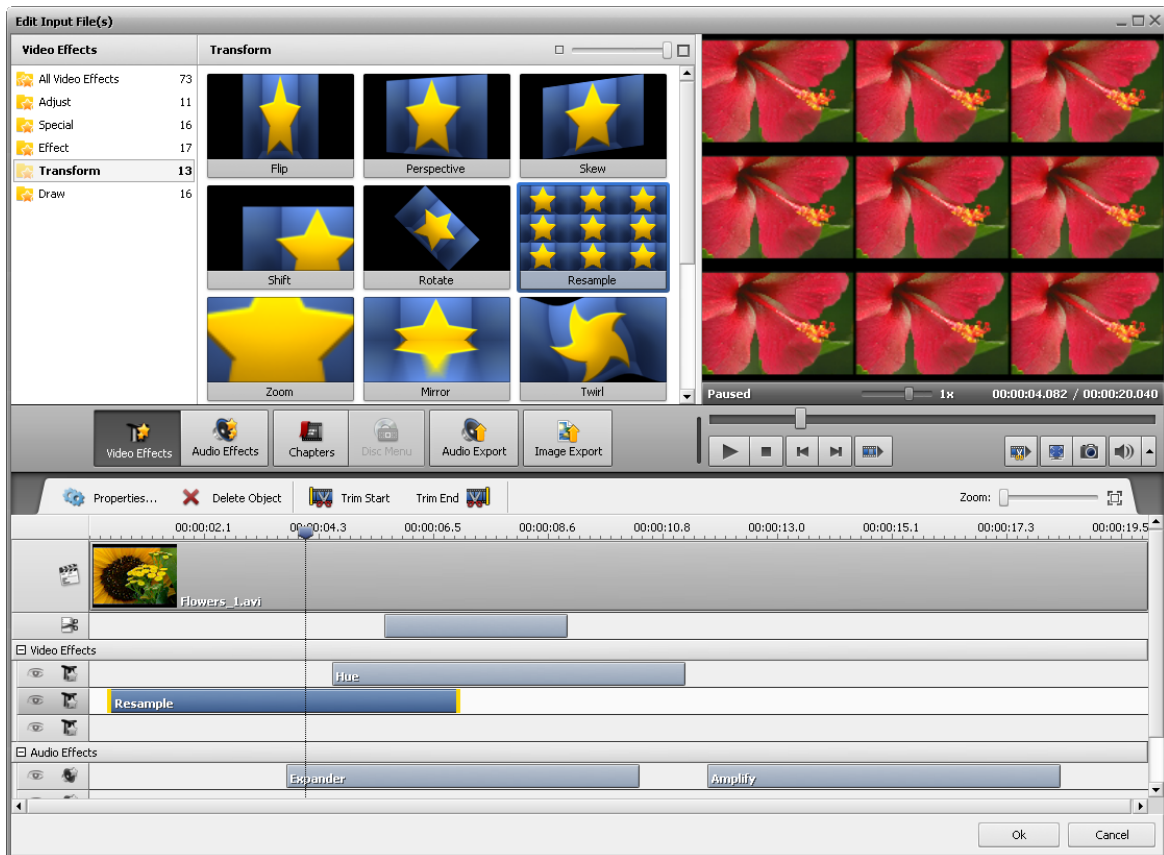 Edit Input File(s)
Video Effects
All Video Effects 73
Adjust 11
Special 16
Effect 17
Transform 13
Draw 16
Transform
Flip
Perspective
Skew
Shift
Rotate
Resample
Zoom
Mirror
Twirl
Paused 1x 00:00:04.082 / 00:00:20.040
Video Effects
Audio Effects
Chapters
Disc Menu
Audio Export
Image Export
Properties... Delete Object Trim Start Trim End Zoom:
00:00:02.1 00:00:04.3 00:00:06.5 00:00:08.6 00:00:10.8 00:00:13.0 00:00:15.1 00:00:17.3 00:00:19.5
Flowers_1.avi
Video Effects
Hue
Resample
Audio Effects
Expander Amplify
Ok Cancel